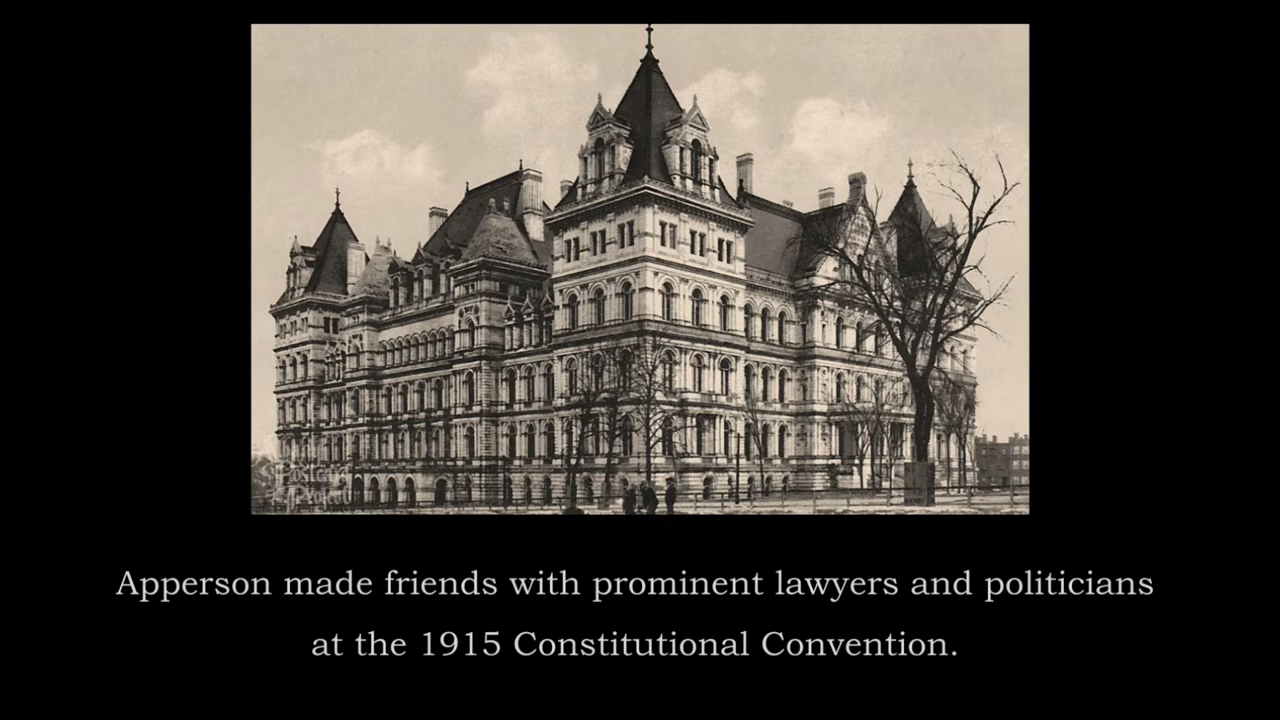 Apperson made friends with prominent lawyers and politicians
at the 1915 Constitutional Convention.